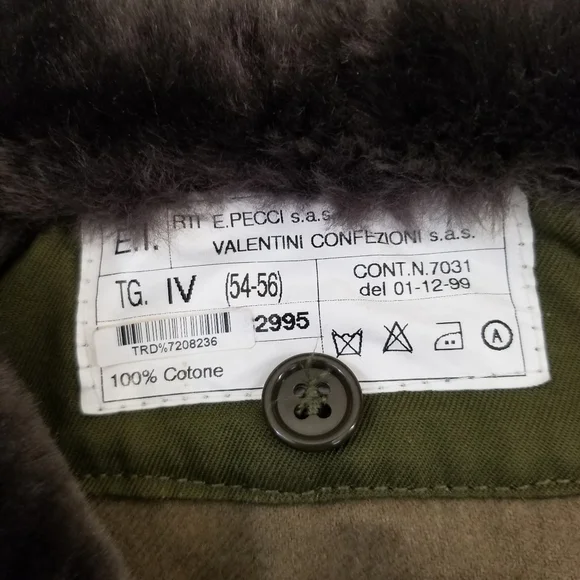 E.I. RTI E.PECCI s.a.s.
VALENTINI CONFEZIONI s.a.s.
TG. IV (54-56)
CONT.N.7031
del 01-12-99
2995
TRD%7208236
A
100% Cotone